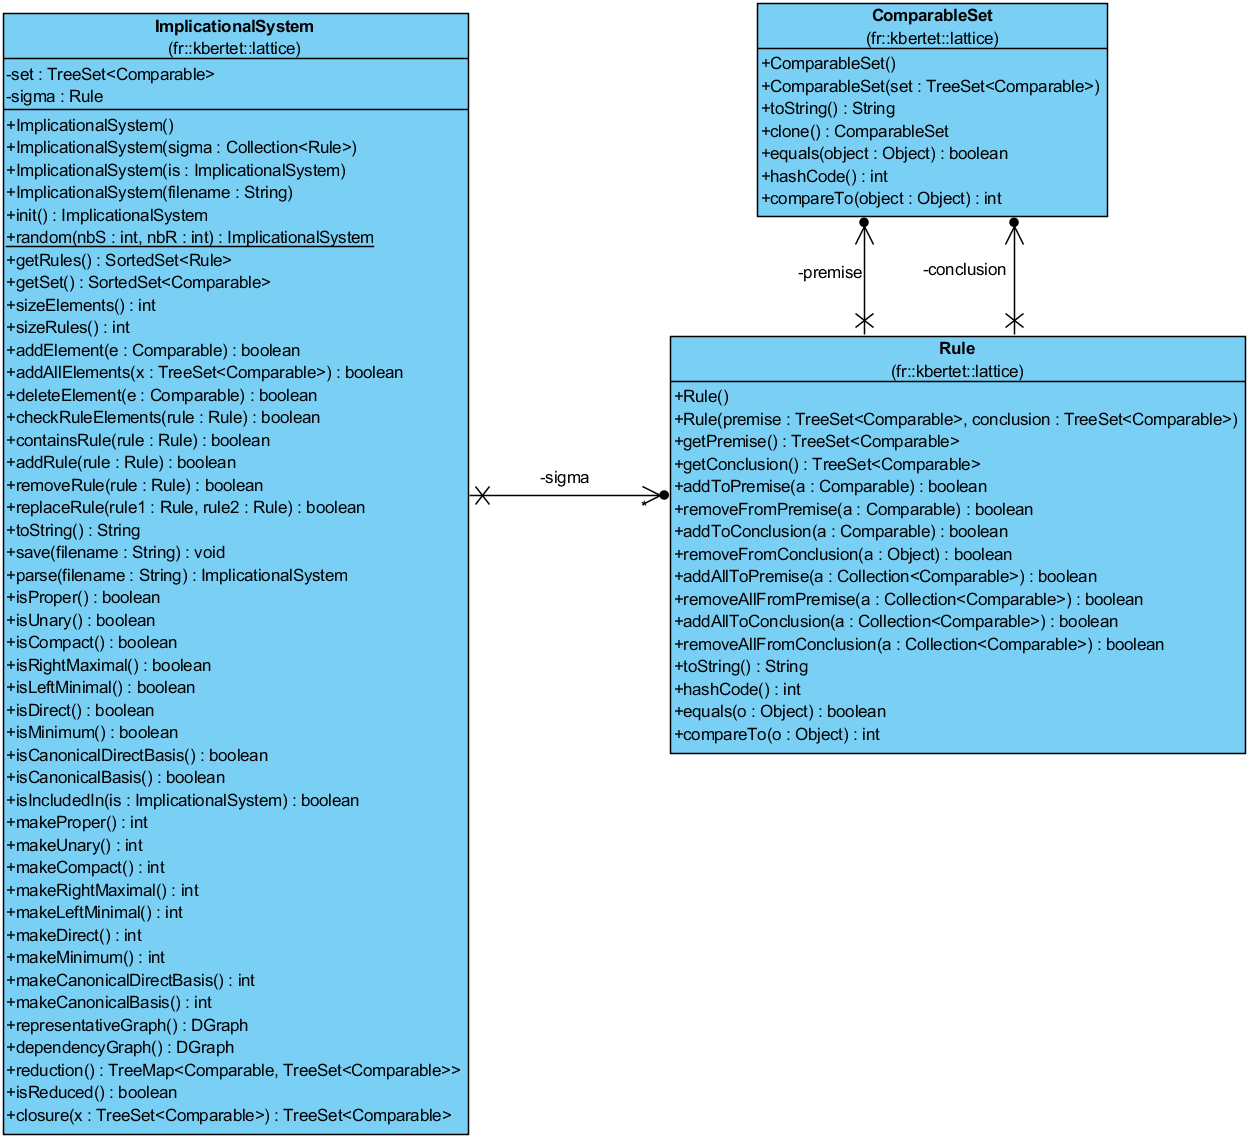 ImplicationalSystem
(fr::kbertet::lattice)
-set : TreeSet<Comparable>
-sigma : Rule
+ImplicationalSystem()
+ImplicationalSystem(sigma : Collection<Rule>)
+ImplicationalSystem(is : ImplicationalSystem)
+ImplicationalSystem(filename : String)
+init() : ImplicationalSystem
+random(nbS : int, nbR : int) : ImplicationalSystem
+getRules() : SortedSet<Rule>
+getSet() : SortedSet<Comparable>
+sizeElements() : int
+sizeRules() : int
+addElement(e : Comparable) : boolean
+addAllElements(x : TreeSet<Comparable>) : boolean
+deleteElement(e : Comparable) : boolean
+checkRuleElements(rule : Rule) : boolean
+containsRule(rule : Rule) : boolean
+addRule(rule : Rule) : boolean
+removeRule(rule : Rule) : boolean
+replaceRule(rule1 : Rule, rule2 : Rule) : boolean
+toString() : String
+save(filename : String) : void
+parse(filename : String) : ImplicationalSystem
+isProper() : boolean
+isUnary() : boolean
+isCompact() : boolean
+isRightMaximal() : boolean
+isLeftMinimal() : boolean
+isDirect() : boolean
+isMinimum() : boolean
+isCanonicalDirectBasis() : boolean
+isCanonicalBasis() : boolean
+isIncludedIn(is : ImplicationalSystem) : boolean
+makeProper() : int
+makeUnary() : int
+makeCompact() : int
+makeRightMaximal() : int
+makeLeftMinimal() : int
+makeDirect() : int
+makeMinimum() : int
+makeCanonicalDirectBasis() : int
+makeCanonicalBasis() : int
+representativeGraph() : DGraph
+dependencyGraph() : DGraph
+reduction() : TreeMap<Comparable, TreeSet<Comparable>>
+isReduced() : boolean
+closure(x : TreeSet<Comparable>) : TreeSet<Comparable>
-sigma
*
ComparableSet
(fr::kbertet::lattice)
+ComparableSet()
+ComparableSet(set : TreeSet<Comparable>)
+toString() : String
+clone() : ComparableSet
+equals(object : Object) : boolean
+hashCode() : int
+compareTo(object : Object) : int
-premise
-conclusion
Rule
(fr::kbertet::lattice)
+Rule()
+Rule(premise : TreeSet<Comparable>, conclusion : TreeSet<Comparable>)
+getPremise() : TreeSet<Comparable>
+getConclusion() : TreeSet<Comparable>
+addToPremise(a : Comparable) : boolean
+removeFromPremise(a : Comparable) : boolean
+addToConclusion(a : Comparable) : boolean
+removeFromConclusion(a : Object) : boolean
+addAllToPremise(a : Collection<Comparable>) : boolean
+removeAllFromPremise(a : Collection<Comparable>) : boolean
+addAllToConclusion(a : Collection<Comparable>) : boolean
+removeAllFromConclusion(a : Collection<Comparable>) : boolean
+toString() : String
+hashCode() : int
+equals(o : Object) : boolean
+compareTo(o : Object) : int